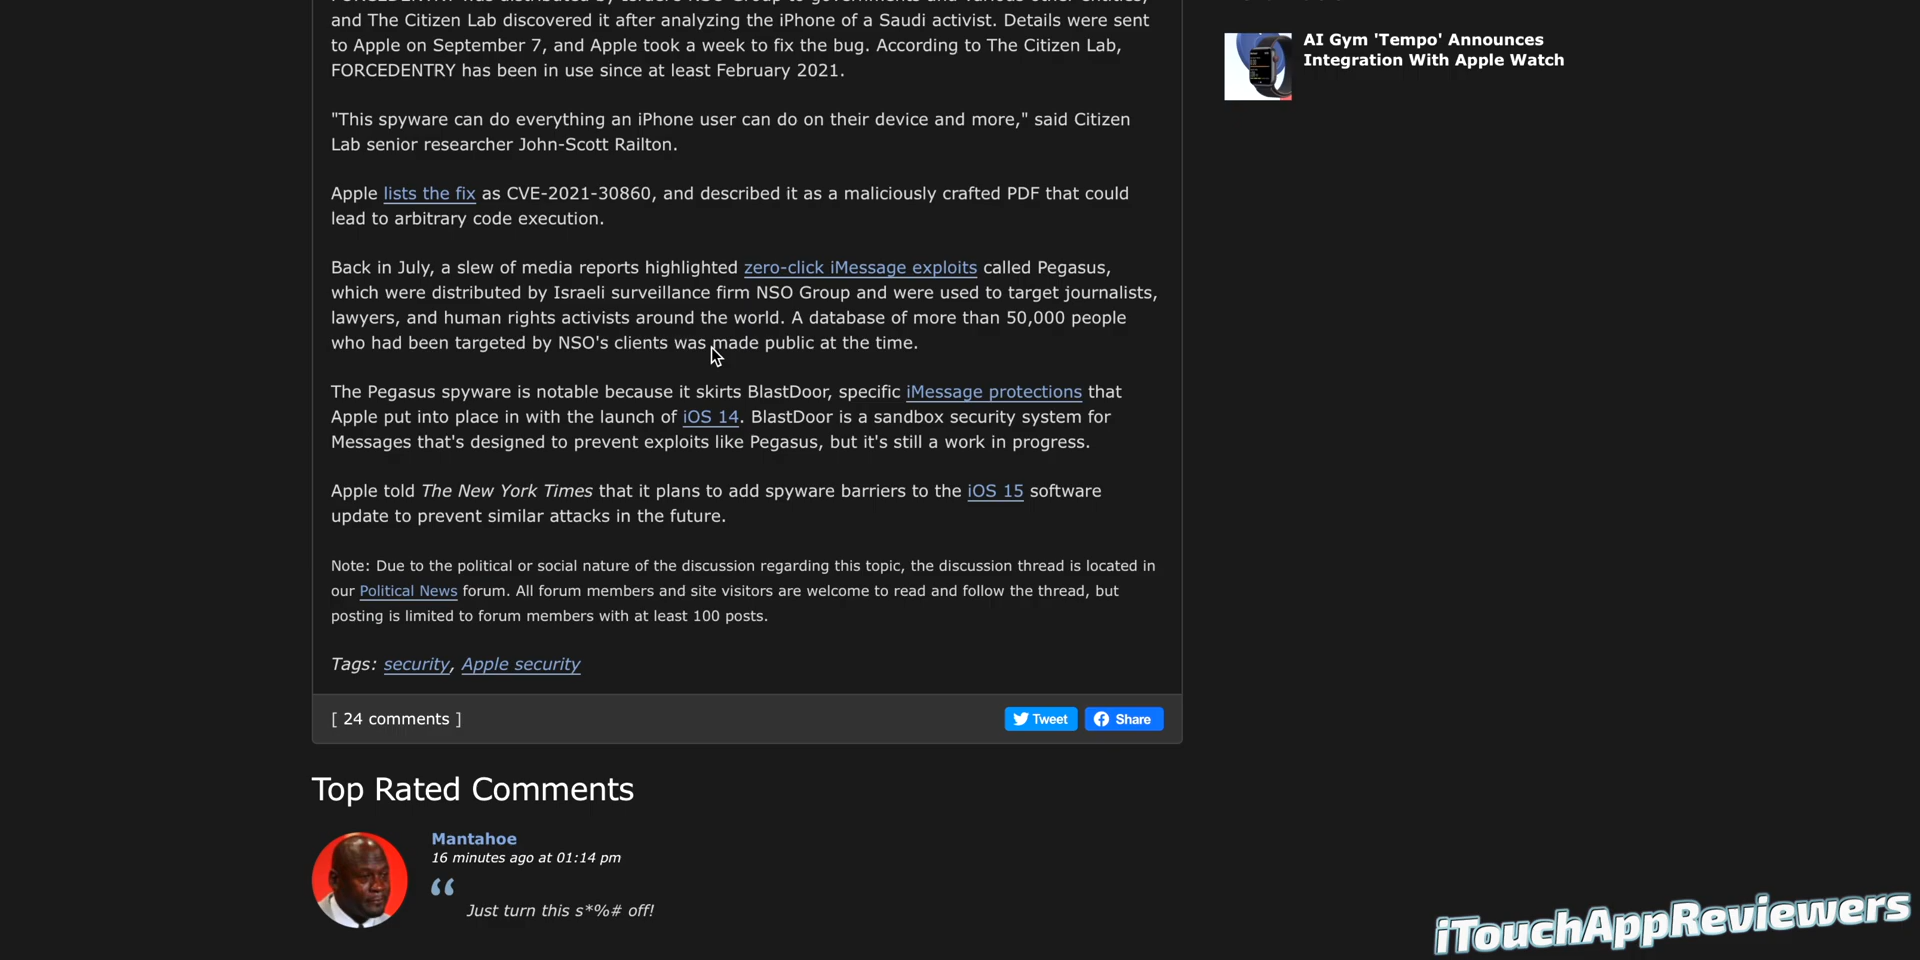 FORCEDENTRY was distributed by Israel's NSO Group to governments and various other entities,
and The Citizen Lab discovered it after analyzing the iPhone of a Saudi activist. Details were sent
to Apple on September 7, and Apple took a week to fix the bug. According to The Citizen Lab,
FORCEDENTRY has been in use since at least February 2021.
"This spyware can do everything an iPhone user can do on their device and more," said Citizen
Lab senior researcher John-Scott Railton.
Apple lists the fix as CVE-2021-30860, and described it as a maliciously crafted PDF that could
lead to arbitrary code execution.
Back in July, a slew of media reports highlighted zero-click iMessage exploits called Pegasus,
which were distributed by Israeli surveillance firm NSO Group and were used to target journalists,
lawyers, and human rights activists around the world. A database of more than 50,000 people
who had been targeted by NSO's clients was made public at the time.
The Pegasus spyware is notable because it skirts BlastDoor, specific iMessage protections that
Apple put into place in with the launch of iOS 14. BlastDoor is a sandbox security system for
Messages that's designed to prevent exploits like Pegasus, but it's still a work in progress.
Apple told The New York Times that it plans to add spyware barriers to the iOS 15 software
update to prevent similar attacks in the future.
Note: Due to the political or social nature of the discussion regarding this topic, the discussion thread is located in
our Political News forum. All forum members and site visitors are welcome to read and follow the thread, but
posting is limited to forum members with at least 100 posts.
Tags: security, Apple security
[ 24 comments ]
Tweet
Share
Top Rated Comments
Mantahoe
16 minutes ago at 01:14 pm
“
Just turn this s*%# off!
AI Gym 'Tempo' Announces
Integration With Apple Watch
iTouchAppReviewers